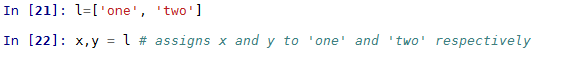 In [21]: l=['one', 'two']
In [22]: x,y = l # assigns x and y to 'one' and 'two' respectively